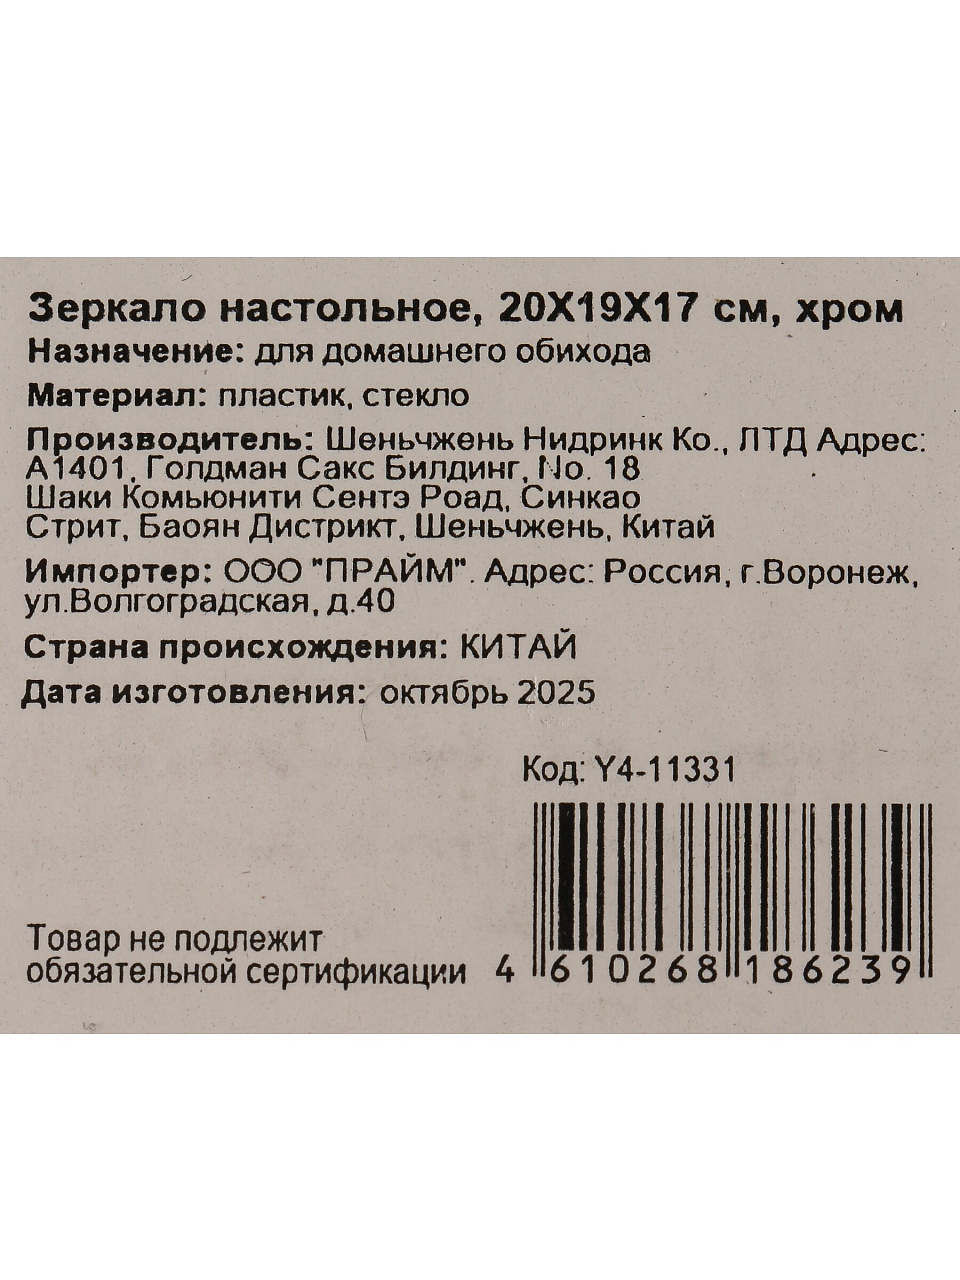 Зеркало настольное, 20Х19Х17 см, хром
Назначение: для домашнего обихода
Материал: пластик, стекло
Производитель: Шеньчжень Нидринк Ко., ЛТД Адрес:
А1401, Голдман Сакс Билдинг, No. 18
Шаки Комьюнити Сентэ Роад, Синкао
Стрит, Баоян Дистрикт, Шеньчжень, Китай
Импортер: ООО "ПРАЙМ". Адрес: Россия, г.Воронеж,
ул.Волгоградская, д.40
Страна происхождения: КИТАЙ
Дата изготовления: октябрь 2025
Код: Y4-11331
Товар не подлежит
обязательной сертификации
4 610268 186239